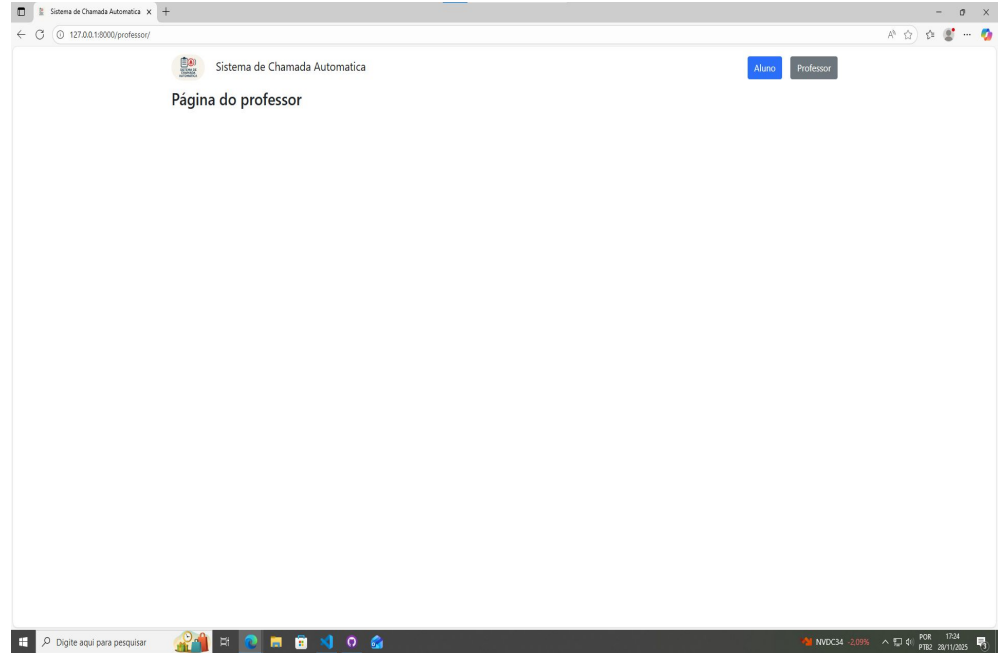 Sistema de Chamada Automatica
127.0.0.1:8000/professor/
Sistema de Chamada Automatica
Aluno
Professor
Página do professor
Digite aqui para pesquisar
NVDC34 -2.09%
POR
PTB2
17:24
28/11/2025